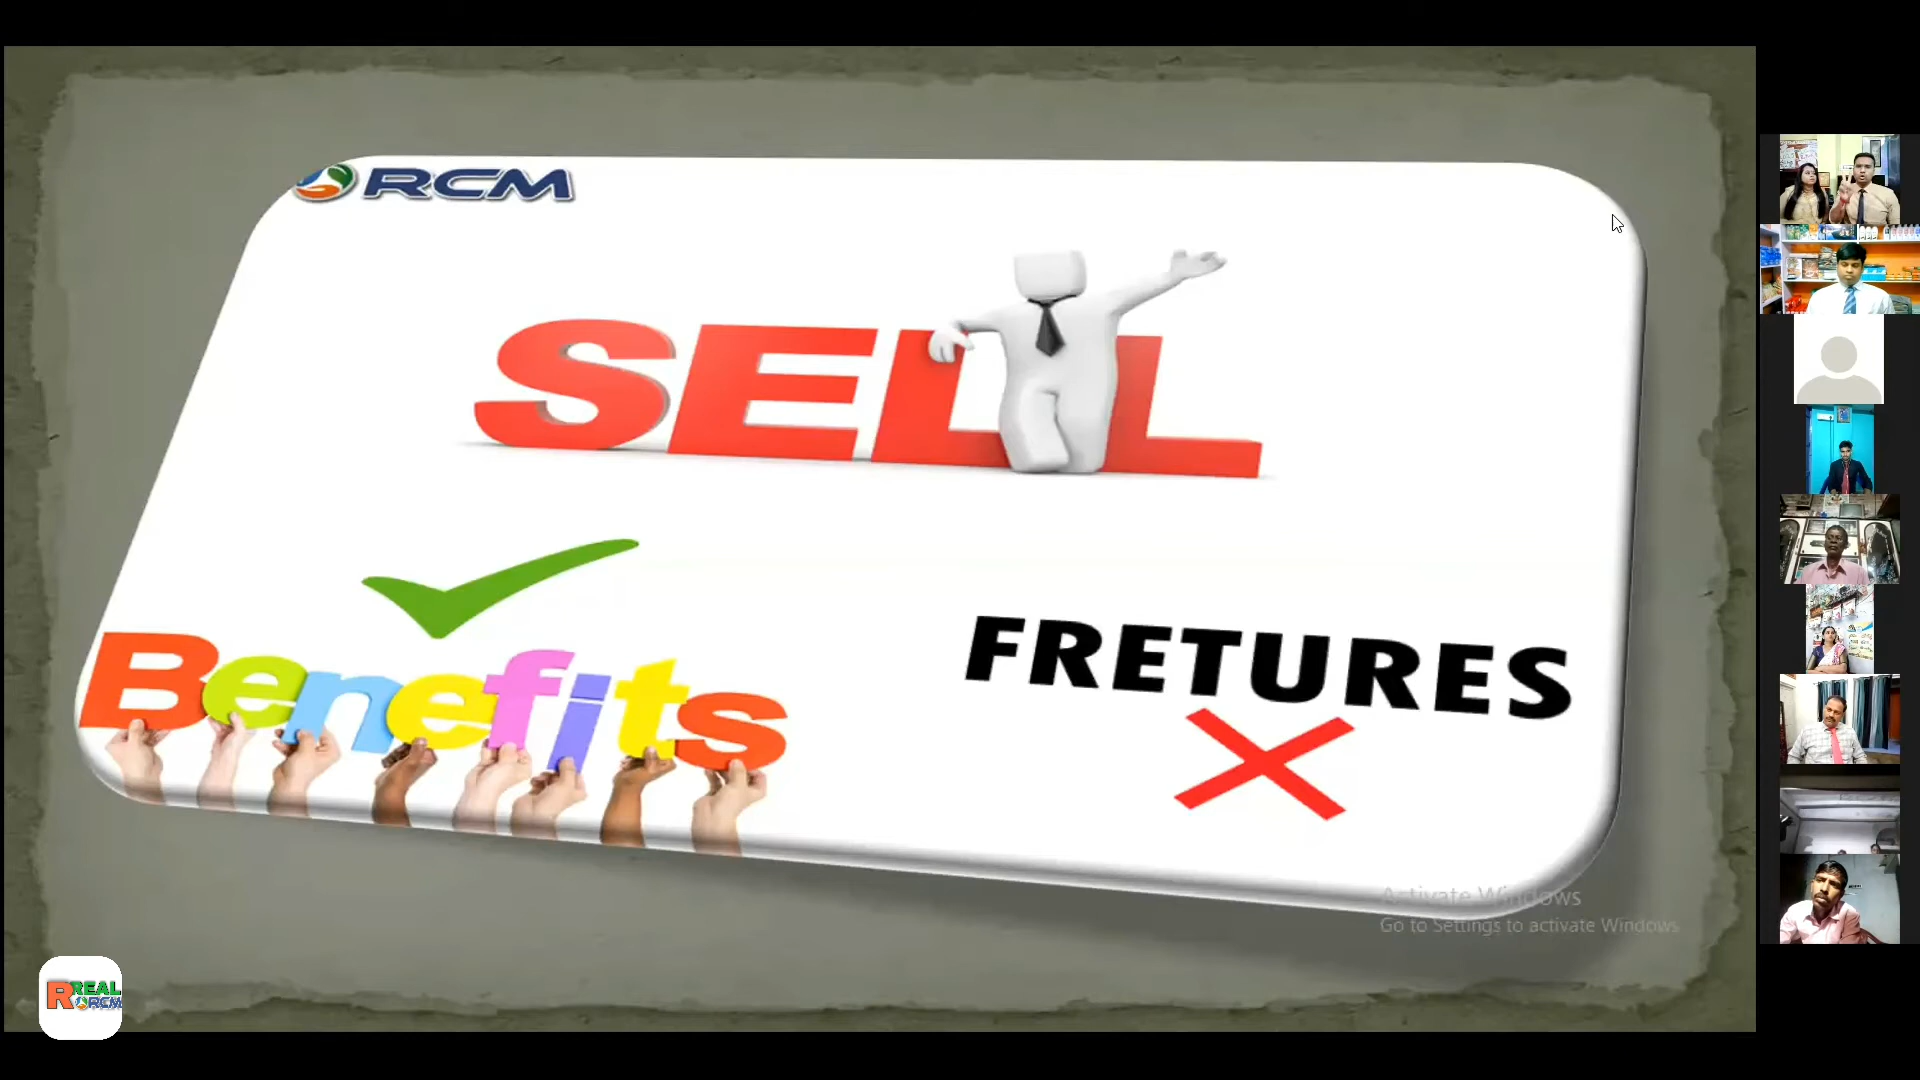 RCM
SELL
Benefits
FRETURES
Activate Windows
Go to Settings to activate Windows.
REAL
RCM